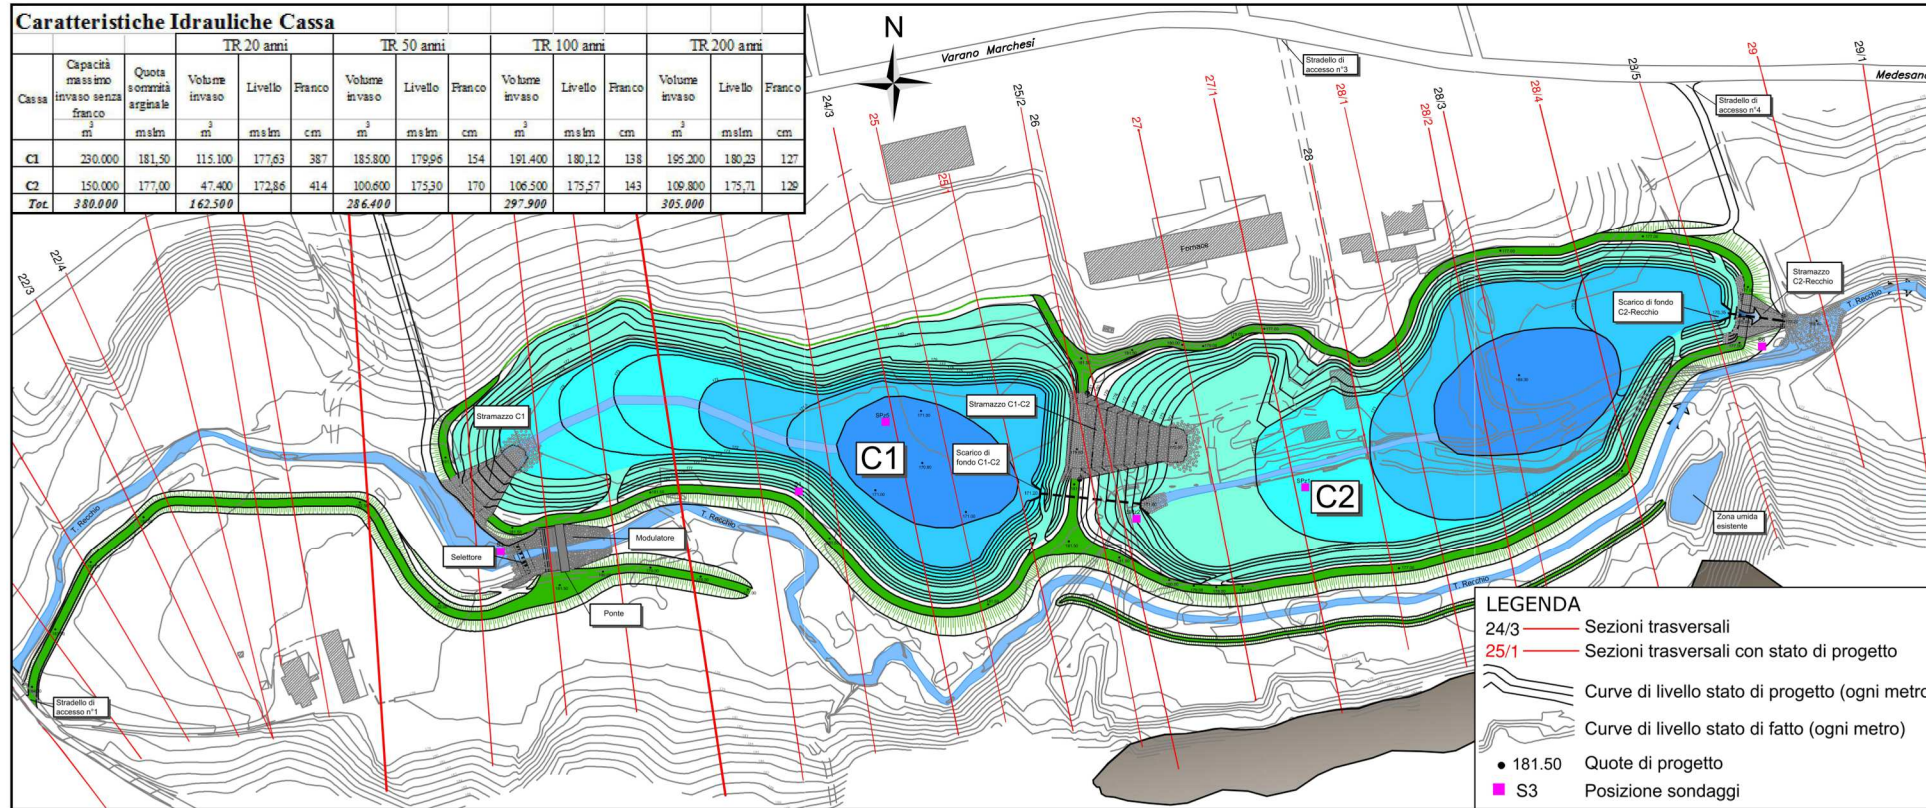 Caratteristiche Idrauliche Cassa
TR 20 anni TR 50 anni TR 100 anni TR 200 anni
Cassa
Capacità
massimo
invaso senza
franco
Quota
sommità
arginale
Volume
invaso
Livello
Franco
Volume
invaso
Livello
Franco
Volume
invaso
Livello
Franco
Volume
invaso
Livello
Franco
m³ mslm m³ mslm cm m³ mslm cm m³ mslm cm m³ mslm cm
C1 230.000 181,50 115.100 177,63 387 185.800 179,96 154 191.400 180,12 138 195.200 180,23 127
C2 150.000 177,00 47.400 172,86 414 100.600 175,30 170 106.500 175,57 143 109.800 175,71 129
Tot. 380.000 162.500 286.400 297.900 305.000
N
Varano Marchesi
Medesano
Stradello di
accesso n°3
Stradello di
accesso n°4
22/3
22/4
24/3
25
25/1
25/2
26
27
27/1
28
28/1
28/2
28/3
28/4
23/5
29
29/1
Fornace
Stramazzo
C2-Recchio
Scarico di fondo
C2-Recchio
T. Recchio
Stramazzo C1
Stramazzo C1-C2
Scarico di
fondo C1-C2
C1
C2
SPz5
171.50
170.80
171.00
171.20
T. Recchio
T. Recchio
T. Recchio
Selettore
Modulatore
Ponte
Zona umida
esistente
Stradello di
accesso n°1
LEGENDA
24/3 Sezioni trasversali
25/1 Sezioni trasversali con stato di progetto
Curve di livello stato di progetto (ogni metro
Curve di livello stato di fatto (ogni metro)
181.50 Quote di progetto
S3 Posizione sondaggi